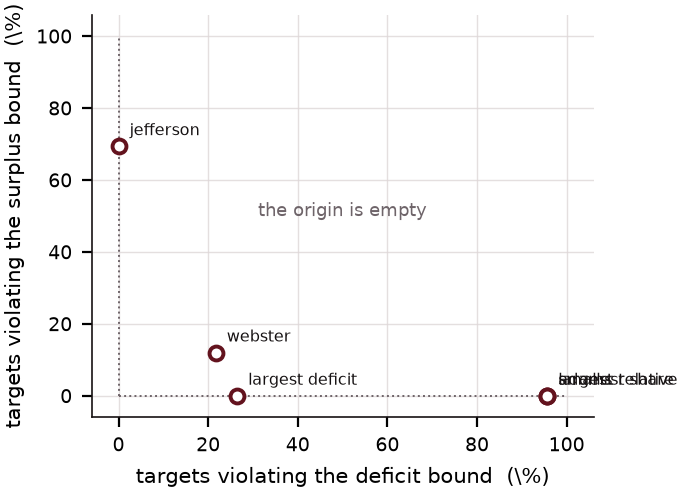 targets violating the surplus bound (\%)
100
80
60
40
20
0
jefferson
the origin is empty
webster
largest deficit
0
20
40
60
80
100
targets violating the deficit bound (\%)